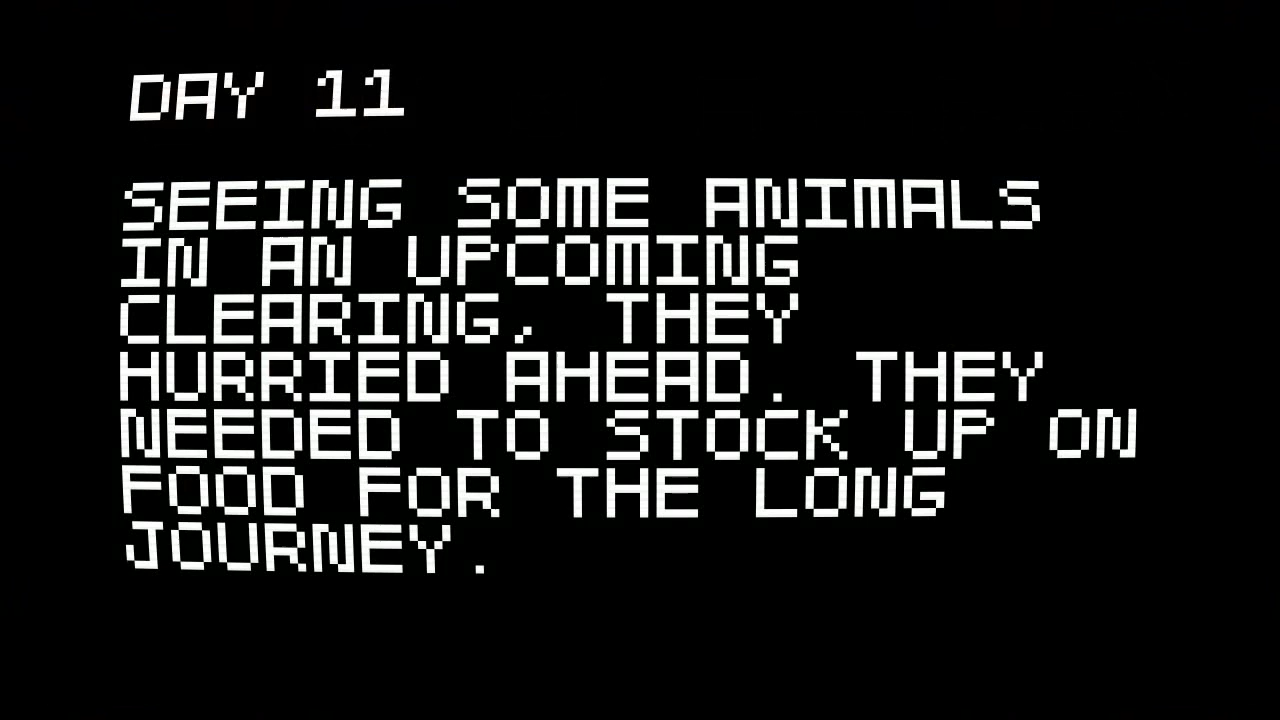 DAY 11
SEEING SOME ANIMALS
IN AN UPCOMING
CLEARING, THEY
HURRIED AHEAD. THEY
NEEDED TO STOCK UP ON
FOOD FOR THE LONG
JOURNEY.